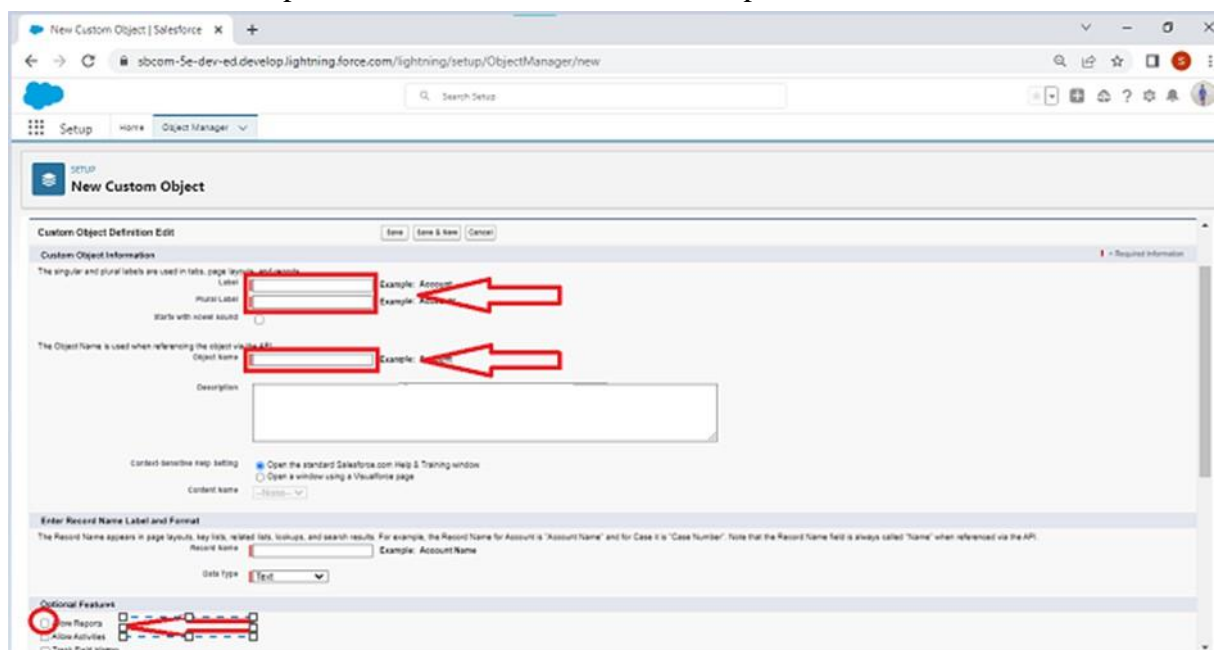 New Custom Object | Salesforce
sbcom-5e-dev-ed.develop.lightning.force.com/lightning/setup/ObjectManager/new
Search Setup
Setup Home Object Manager
SETUP
New Custom Object
Custom Object Definition Edit Save Save & New Cancel
Custom Object Information = Required Information
The singular and plural labels are used in tabs, page layouts, and reports.
Label Example: Account
Plural Label Example:
Starts with vowel sound
The Object Name is used when referencing the object via the API.
Object Name Example:
Description
Context-Sensitive Help Setting Open the standard Salesforce.com Help & Training window
Open a window using a Visualforce page
Content Name --None--
Enter Record Name Label and Format
The Record Name appears in page layouts, key lists, related lists, lookups, and search results. For example, the Record Name for Account is "Account Name" and for Case it is "Case Number". Note that the Record Name field is always called "Name" when referenced via the API.
Record Name Example: Account Name
Data Type Text
Optional Features
Allow Reports
Allow Activities